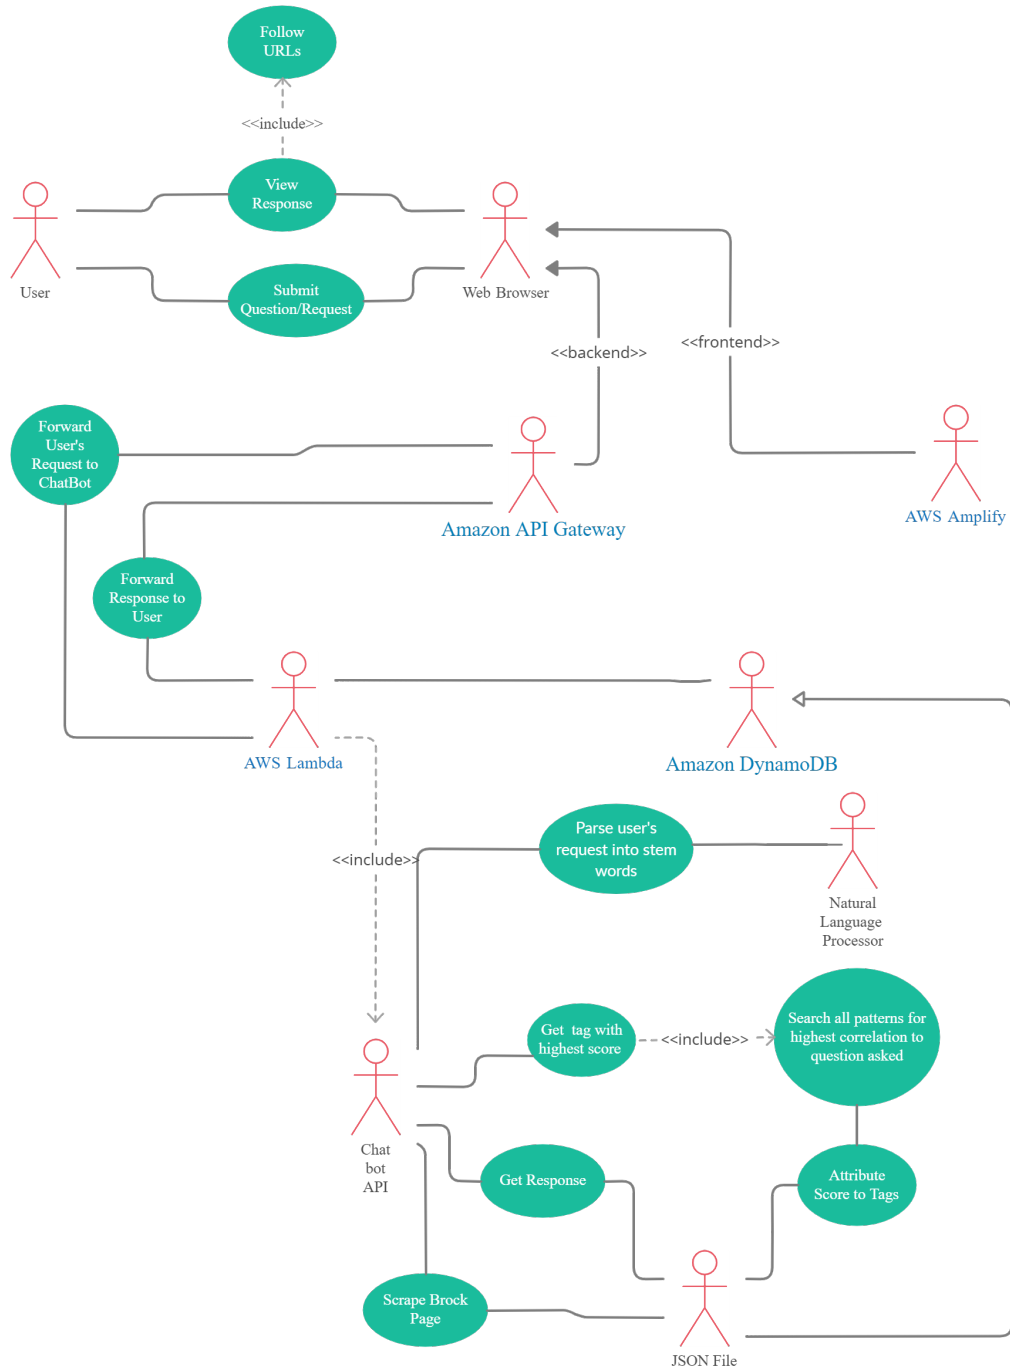 Follow
URLs
<<include>>
View
Response
User
Submit
Question/Request
Web Browser
<<backend>>
<<frontend>>
Forward
User's
Request to
ChatBot
Amazon API Gateway
AWS Amplify
Forward
Response to
User
AWS Lambda
Amazon DynamoDB
<<include>>
Parse user's
request into stem
words
Natural
Language
Processor
Get tag with
highest score
<<include>>
Search all patterns for
highest correlation to
question asked
Chat
bot
API
Get Response
Attribute
Score to Tags
Scrape Brock
Page
JSON File